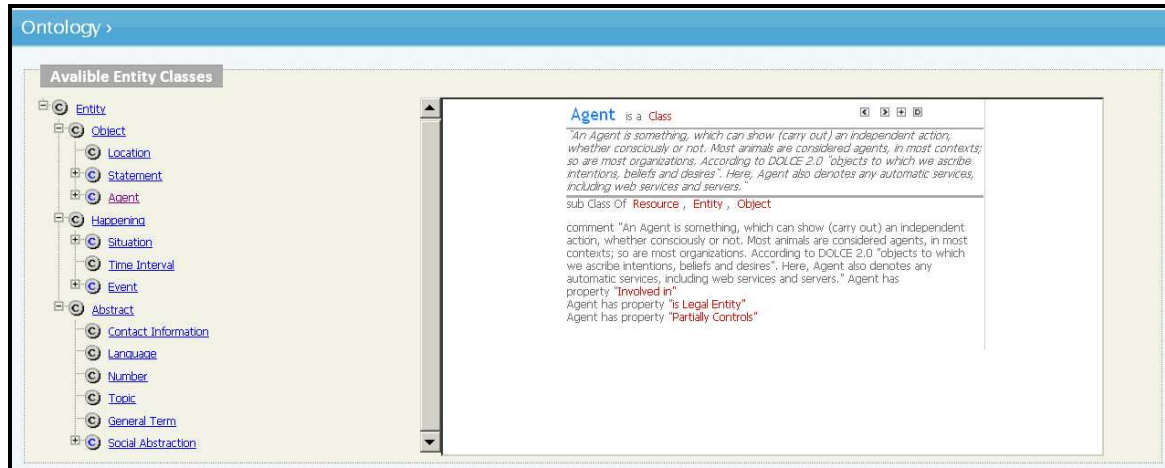 Ontology ›
Avalible Entity Classes
Entity
Object
Location
Statement
Agent
Happening
Situation
Time Interval
Event
Abstract
Contact Information
Language
Number
Topic
General Term
Social Abstraction
Agent is a Class
"An Agent is something, which can show (carry out) an independent action,
whether consciously or not. Most animals are considered agents, in most contexts;
so are most organizations. According to DOLCE 2.0 "objects to which we ascribe
intentions, beliefs and desires". Here, Agent also denotes any automatic services,
including web services and servers."
sub Class Of Resource , Entity , Object
comment "An Agent is something, which can show (carry out) an independent
action, whether consciously or not. Most animals are considered agents, in most
contexts; so are most organizations. According to DOLCE 2.0 "objects to which
we ascribe intentions, beliefs and desires". Here, Agent also denotes any
automatic services, including web services and servers." Agent has
property "Involved in"
Agent has property "is Legal Entity"
Agent has property "Partially Controls"